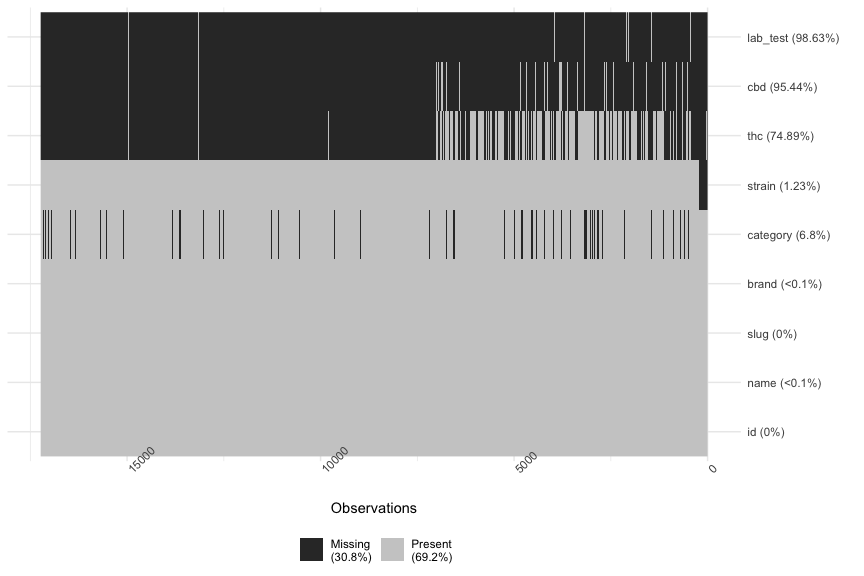 lab_test (98.63%)
cbd (95.44%)
thc (74.89%)
strain (1.23%)
category (6.8%)
brand (<0.1%)
slug (0%)
name (<0.1%)
id (0%)
15000
10000
5000
0
Observations
Missing
(30.8%)
Present
(69.2%)